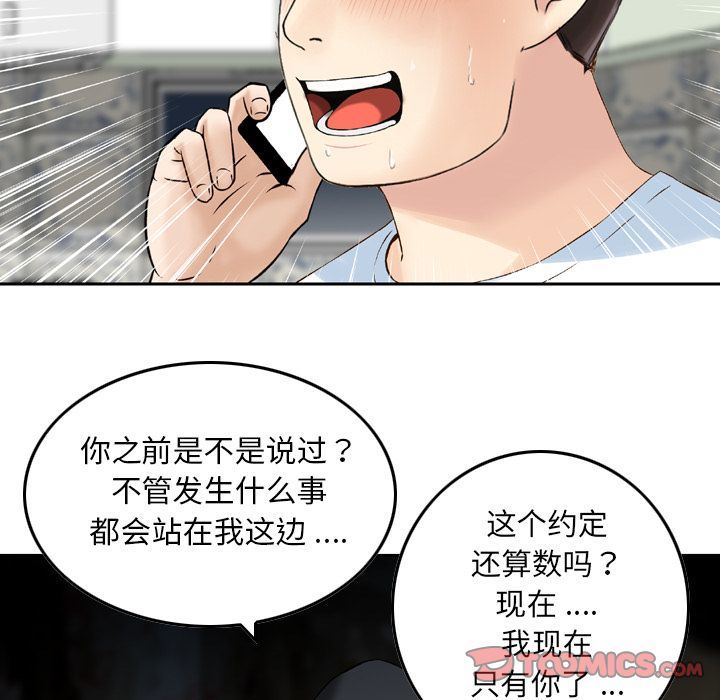 你之前是不是说过？
不管发生什么事
都会站在我这边 ....
这个约定
还算数吗？
现在 ....
我现在
只有你了 ...
TOOMICS.COM